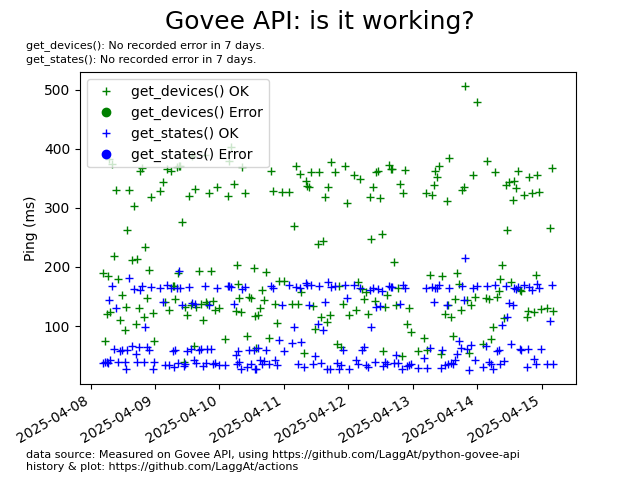 Govee API: is it working?
get_devices(): No recorded error in 7 days.
get_states(): No recorded error in 7 days.
500
400
300
200
100
Ping (ms)
get_devices() OK
get_devices() Error
get_states() OK
get_states() Error
2025-04-08
2025-04-09
2025-04-10
2025-04-11
2025-04-12
2025-04-13
2025-04-14
2025-04-15
data source: Measured on Govee API, using https://github.com/LaggAt/python-govee-api
history & plot: https://github.com/LaggAt/actions